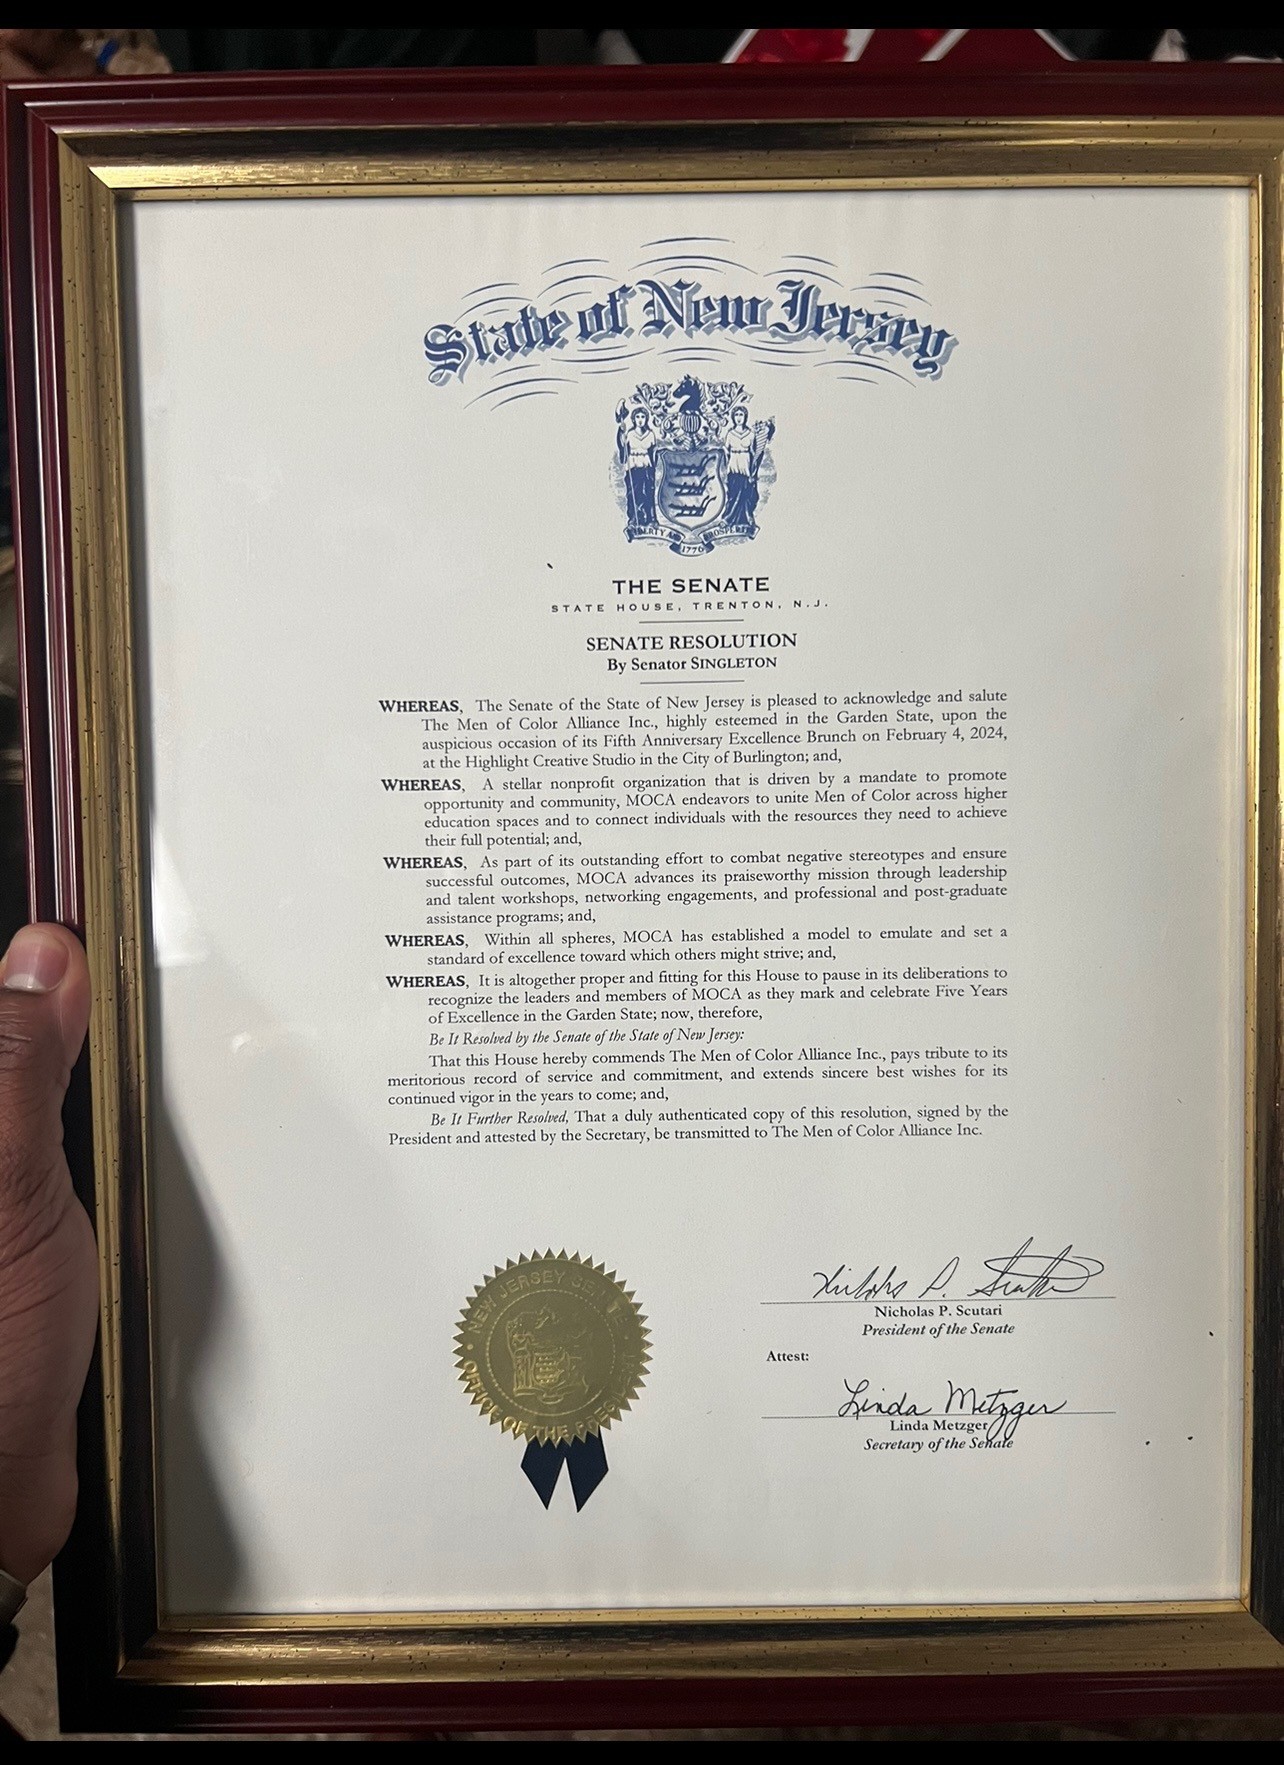 State of New Jersey
LIBERTY AND PROSPERITY
1776
THE SENATE
STATE HOUSE, TRENTON, N.J.
SENATE RESOLUTION
By Senator SINGLETON
WHEREAS, The Senate of the State of New Jersey is pleased to acknowledge and salute
The Men of Color Alliance Inc., highly esteemed in the Garden State, upon the
auspicious occasion of its Fifth Anniversary Excellence Brunch on February 4, 2024,
at the Highlight Creative Studio in the City of Burlington; and,
WHEREAS, A stellar nonprofit organization that is driven by a mandate to promote
opportunity and community, MOCA endeavors to unite Men of Color across higher
education spaces and to connect individuals with the resources they need to achieve
their full potential; and,
WHEREAS, As part of its outstanding effort to combat negative stereotypes and ensure
successful outcomes, MOCA advances its praiseworthy mission through leadership
and talent workshops, networking engagements, and professional and post-graduate
assistance programs; and,
WHEREAS, Within all spheres, MOCA has established a model to emulate and set a
standard of excellence toward which others might strive; and,
WHEREAS, It is altogether proper and fitting for this House to pause in its deliberations to
recognize the leaders and members of MOCA as they mark and celebrate Five Years
of Excellence in the Garden State; now, therefore,
Be It Resolved by the Senate of the State of New Jersey:
That this House hereby commends The Men of Color Alliance Inc., pays tribute to its
meritorious record of service and commitment, and extends sincere best wishes for its
continued vigor in the years to come; and,
Be It Further Resolved, That a duly authenticated copy of this resolution, signed by the
President and attested by the Secretary, be transmitted to The Men of Color Alliance Inc.
NEW JERSEY SENATE
OFFICE OF THE PRESIDENT
Nicholas P. Scutari
Nicholas P. Scutari
President of the Senate
Attest:
Linda Metzger
Linda Metzger
Secretary of the Senate